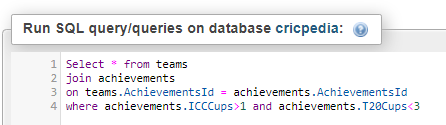 Run SQL query/queries on database cricpedia:
1 Select * from teams
2 join achievements
3 on teams.AchievementsId = achievements.AchievementsId
4 where achievements.ICCCups>1 and achievements.T20Cups<3